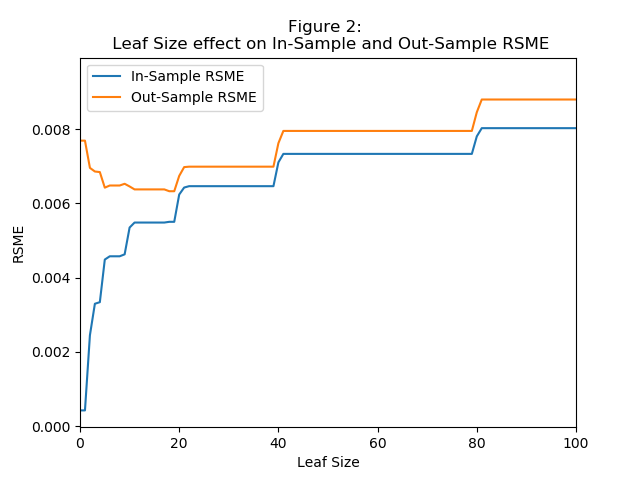 Figure 2:
Leaf Size effect on In-Sample and Out-Sample RSME
In-Sample RSME
Out-Sample RSME
RSME
0.008
0.006
0.004
0.002
0.000
0 20 40 60 80 100
Leaf Size